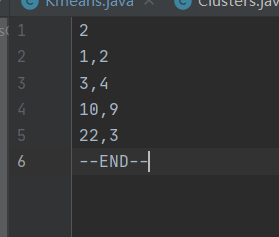 Kmeans.java
Clusters.jav
1 2
2 1,2
3 3,4
4 10,9
5 22,3
6 --END--